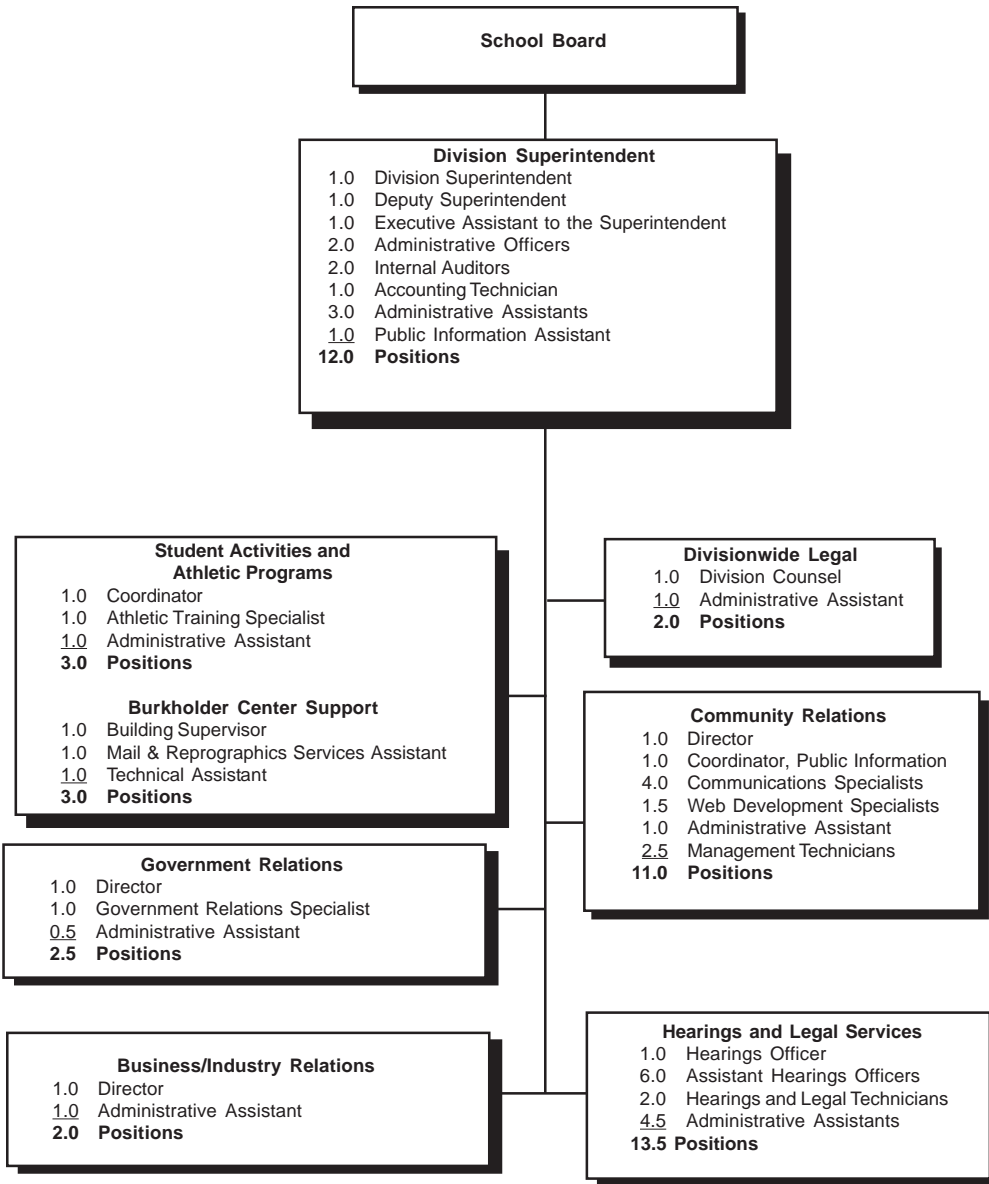 School Board
Division Superintendent
1.0 Division Superintendent
1.0 Deputy Superintendent
1.0 Executive Assistant to the Superintendent
2.0 Administrative Officers
2.0 Internal Auditors
1.0 Accounting Technician
3.0 Administrative Assistants
1.0 Public Information Assistant
12.0 Positions
Student Activities and
Athletic Programs
1.0 Coordinator
1.0 Athletic Training Specialist
1.0 Administrative Assistant
3.0 Positions
Burkholder Center Support
1.0 Building Supervisor
1.0 Mail & Reprographics Services Assistant
1.0 Technical Assistant
3.0 Positions
Divisionwide Legal
1.0 Division Counsel
1.0 Administrative Assistant
2.0 Positions
Community Relations
1.0 Director
1.0 Coordinator, Public Information
4.0 Communications Specialists
1.5 Web Development Specialists
1.0 Administrative Assistant
2.5 Management Technicians
11.0 Positions
Government Relations
1.0 Director
1.0 Government Relations Specialist
0.5 Administrative Assistant
2.5 Positions
Business/Industry Relations
1.0 Director
1.0 Administrative Assistant
2.0 Positions
Hearings and Legal Services
1.0 Hearings Officer
6.0 Assistant Hearings Officers
2.0 Hearings and Legal Technicians
4.5 Administrative Assistants
13.5 Positions